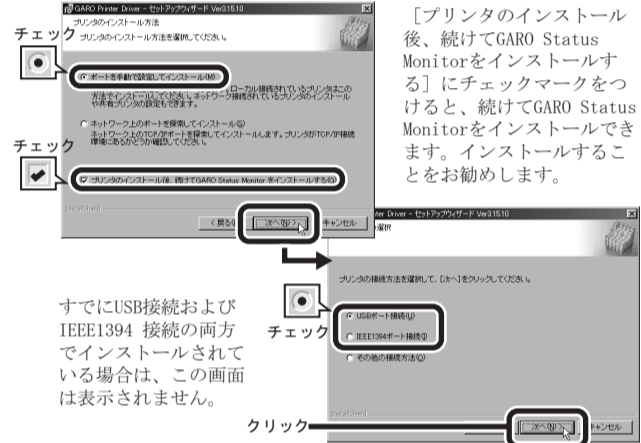 GARO Printer Driver - セットアップウィザード Ver3.15.10
プリンタのインストール方法
プリンタのインストール方法を選択してください。
チェック
ポートを手動で設定してインストール(M)
ローカル接続されているプリンタはこの
方法でインストールしてください。ネットワーク接続されているプリンタのインストール
や共有プリンタの設定もできます。
ネットワーク上のポートを探索してインストール(S)
ネットワーク上のTCP/IPポートを探索してインストールします。プリンタがTCP/IP接続
環境にあるかどうか確認してください。
チェック
プリンタのインストール後、続けてGARO Status Monitor をインストールする(G)
InstallShield
< 戻る(
次へ(N) >
キャンセル
[プリンタのインストール
後、続けてGARO Status
Monitorをインストールす
る]にチェックマークをつ
けると、続けてGARO Status
Monitorをインストールでき
ます。インストールするこ
とをお勧めします。
ter Driver - セットアップウィザード Ver3.15.10
選択
プリンタの接続方法を選択して、[次へ]をクリックしてください。
チェック
USBポート接続(U)
IEEE1394ポート接続(I)
その他の接続方法(O)
InstallShield
次へ(N) >
キャンセル
すでにUSB接続および
IEEE1394 接続の両方
でインストールされて
いる場合は、この画面
は表示されません。
クリック